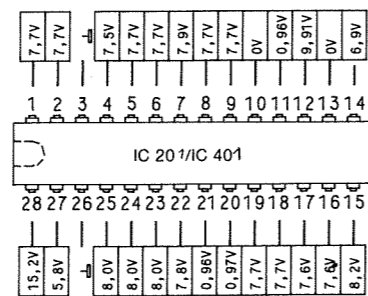 7,7V 7,7V 7,5V 7,7V 7,7V 7,9V 7,7V 7,7V 0V 0,96V 9,91V 0V 6,9V
1 2 3 4 5 6 7 8 9 10 11 12 13 14
IC 201/IC 401
28 27 26 25 24 23 22 21 20 19 18 17 16 15
15,2V 5,8V 8,0V 8,0V 8,0V 7,8V 0,96V 0,97V 7,7V 7,7V 7,6V 7,6V 8,2V